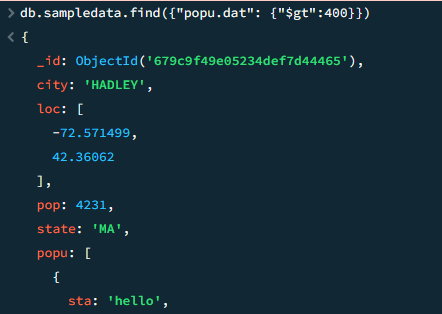 > db.sampledata.find({"popu.dat": {"$gt":400}})
< {
_id: ObjectId('679c9f49e05234def7d44465'),
city: 'HADLEY',
loc: [
-72.571499,
42.36062
],
pop: 4231,
state: 'MA',
popu: [
{
sta: 'hello',